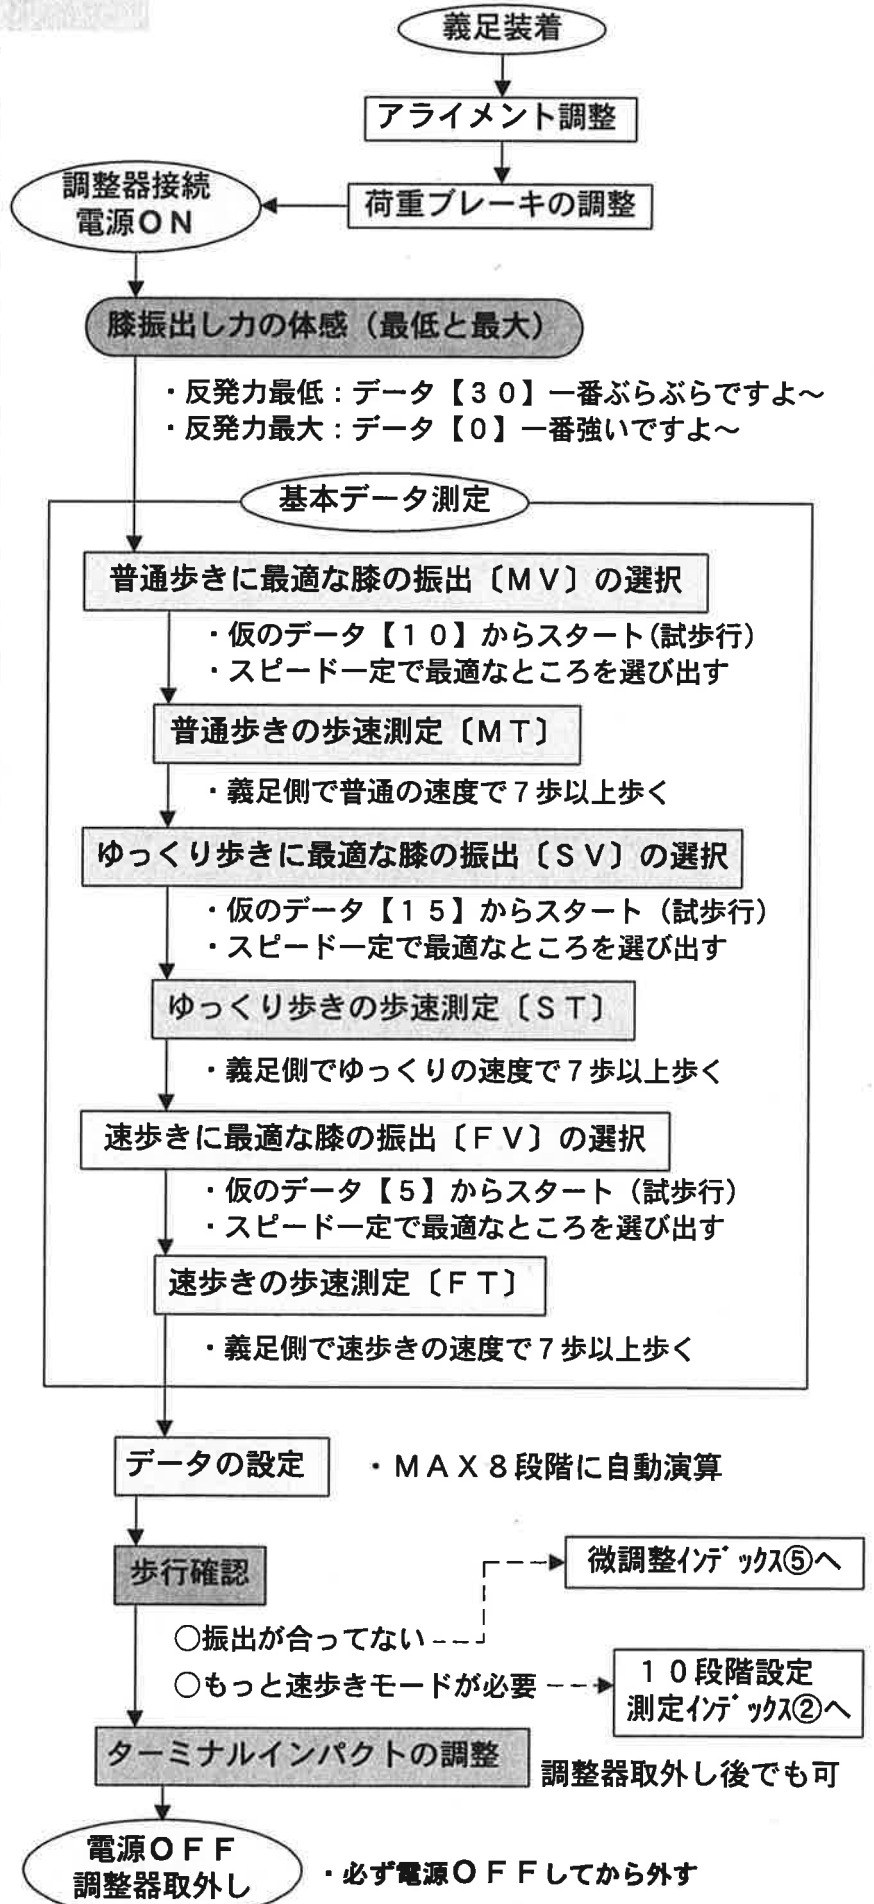 義足装着
アライメント調整
荷重ブレーキの調整
調整器接続
電源ON
膝振出し力の体感（最低と最大）
・反発力最低：データ【３０】一番ぶらぶらですよ～
・反発力最大：データ【０】一番強いですよ～
基本データ測定
普通歩きに最適な膝の振出〔ＭＶ〕の選択
・仮のデータ【１０】からスタート（試歩行）
・スピード一定で最適なところを選び出す
普通歩きの歩速測定〔ＭＴ〕
・義足側で普通の速度で７歩以上歩く
ゆっくり歩きに最適な膝の振出〔ＳＶ〕の選択
・仮のデータ【１５】からスタート（試歩行）
・スピード一定で最適なところを選び出す
ゆっくり歩きの歩速測定〔ＳＴ〕
・義足側でゆっくりの速度で７歩以上歩く
速歩きに最適な膝の振出〔ＦＶ〕の選択
・仮のデータ【５】からスタート（試歩行）
・スピード一定で最適なところを選び出す
速歩きの歩速測定〔ＦＴ〕
・義足側で速歩きの速度で７歩以上歩く
データの設定
・ＭＡＸ８段階に自動演算
歩行確認
微調整ｲﾝﾃﾞｯｸｽ⑤へ
○振出が合ってない
○もっと速歩きモードが必要
１０段階設定
測定ｲﾝﾃﾞｯｸｽ②へ
ターミナルインパクトの調整
調整器取外し後でも可
電源ＯＦＦ
調整器取外し
・必ず電源ＯＦＦしてから外す